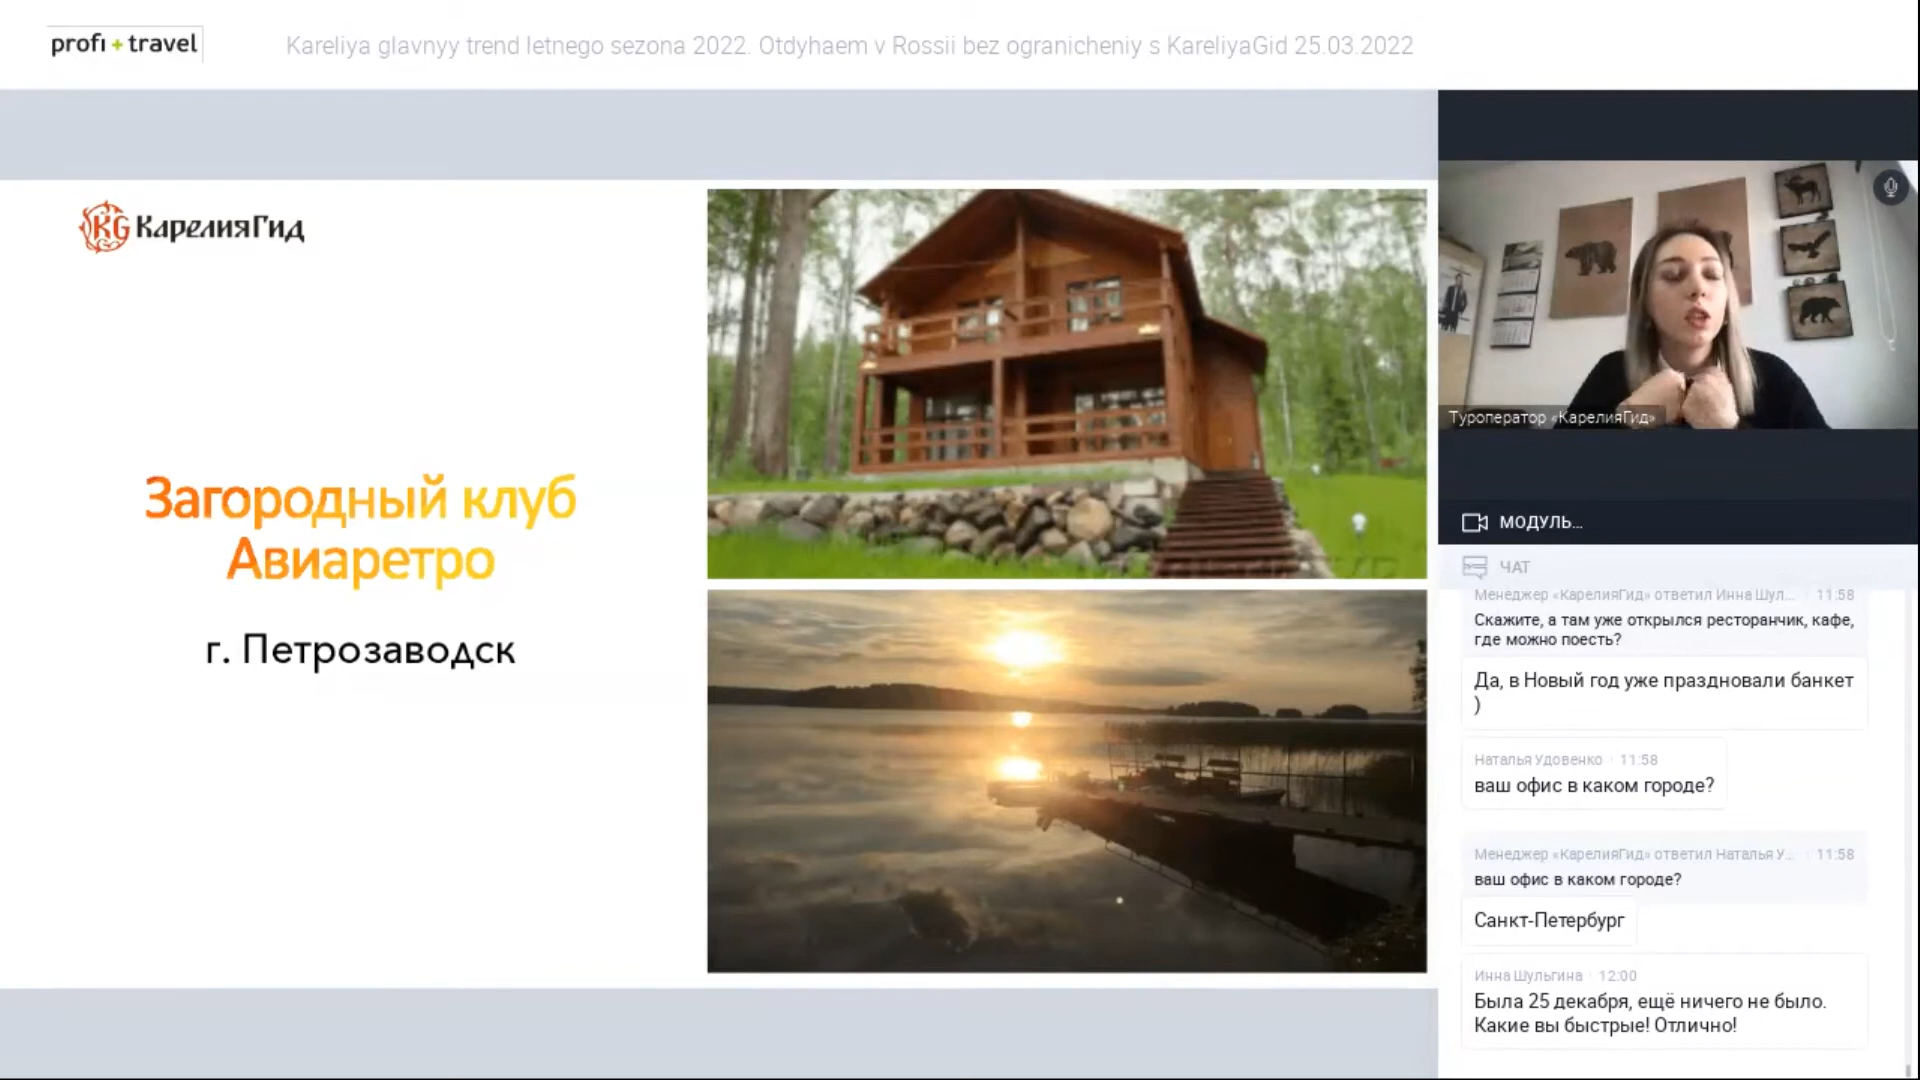 profi + travel
Kareliya glavnyy trend letnego sezona 2022. Otdyhaem v Rossii bez ogranicheniy s KareliyaGid 25.03.2022
KG КарелияГид
Загородный клуб
Авиаретро
г. Петрозаводск
Туроператор «КарелияГид»
МОДУЛЬ...
ЧАТ
Менеджер «КарелияГид» ответил Инна Шул... 11:58
Скажите, а там уже открылся ресторанчик, кафе,
где можно поесть?
Да, в Новый год уже праздновали банкет
)
Наталья Удовенко 11:58
ваш офис в каком городе?
Менеджер «КарелияГид» ответил Наталья У... 11:58
ваш офис в каком городе?
Санкт-Петербург
Инна Шульгина 12:00
Была 25 декабря, ещё ничего не было.
Какие вы быстрые! Отлично!